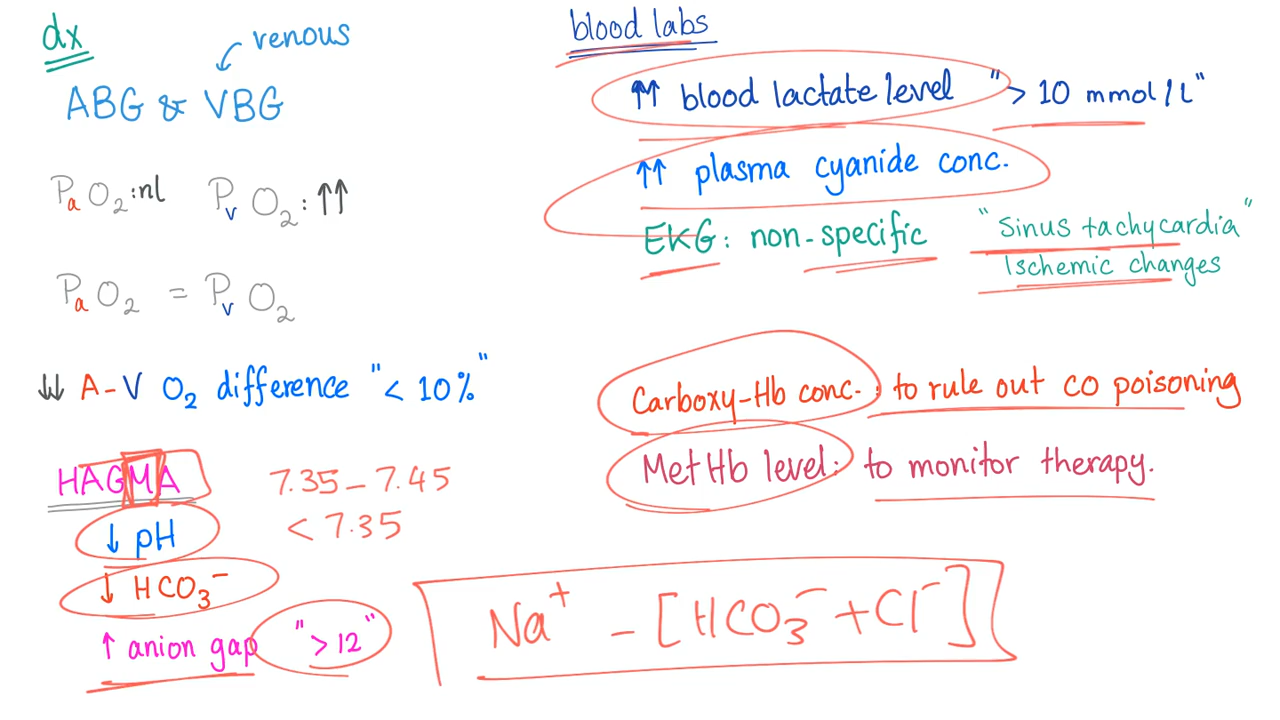 dx
venous
ABG & VBG
PaO2:nl PvO2:↑↑
PaO2 = PvO2
↓↓ A-V O2 difference "< 10%"
HAGMA 7.35 – 7.45
↓ pH < 7.35
↓ HCO3⁻
↑ anion gap "> 12"
blood labs
↑↑ blood lactate level "> 10 mmol/L"
↑↑ plasma cyanide conc.
EKG: non-specific "Sinus tachycardia"
Ischemic changes
Carboxy-Hb conc.: to rule out CO poisoning
MetHb level: to monitor therapy.
Na⁺ – [HCO3⁻ + Cl⁻]